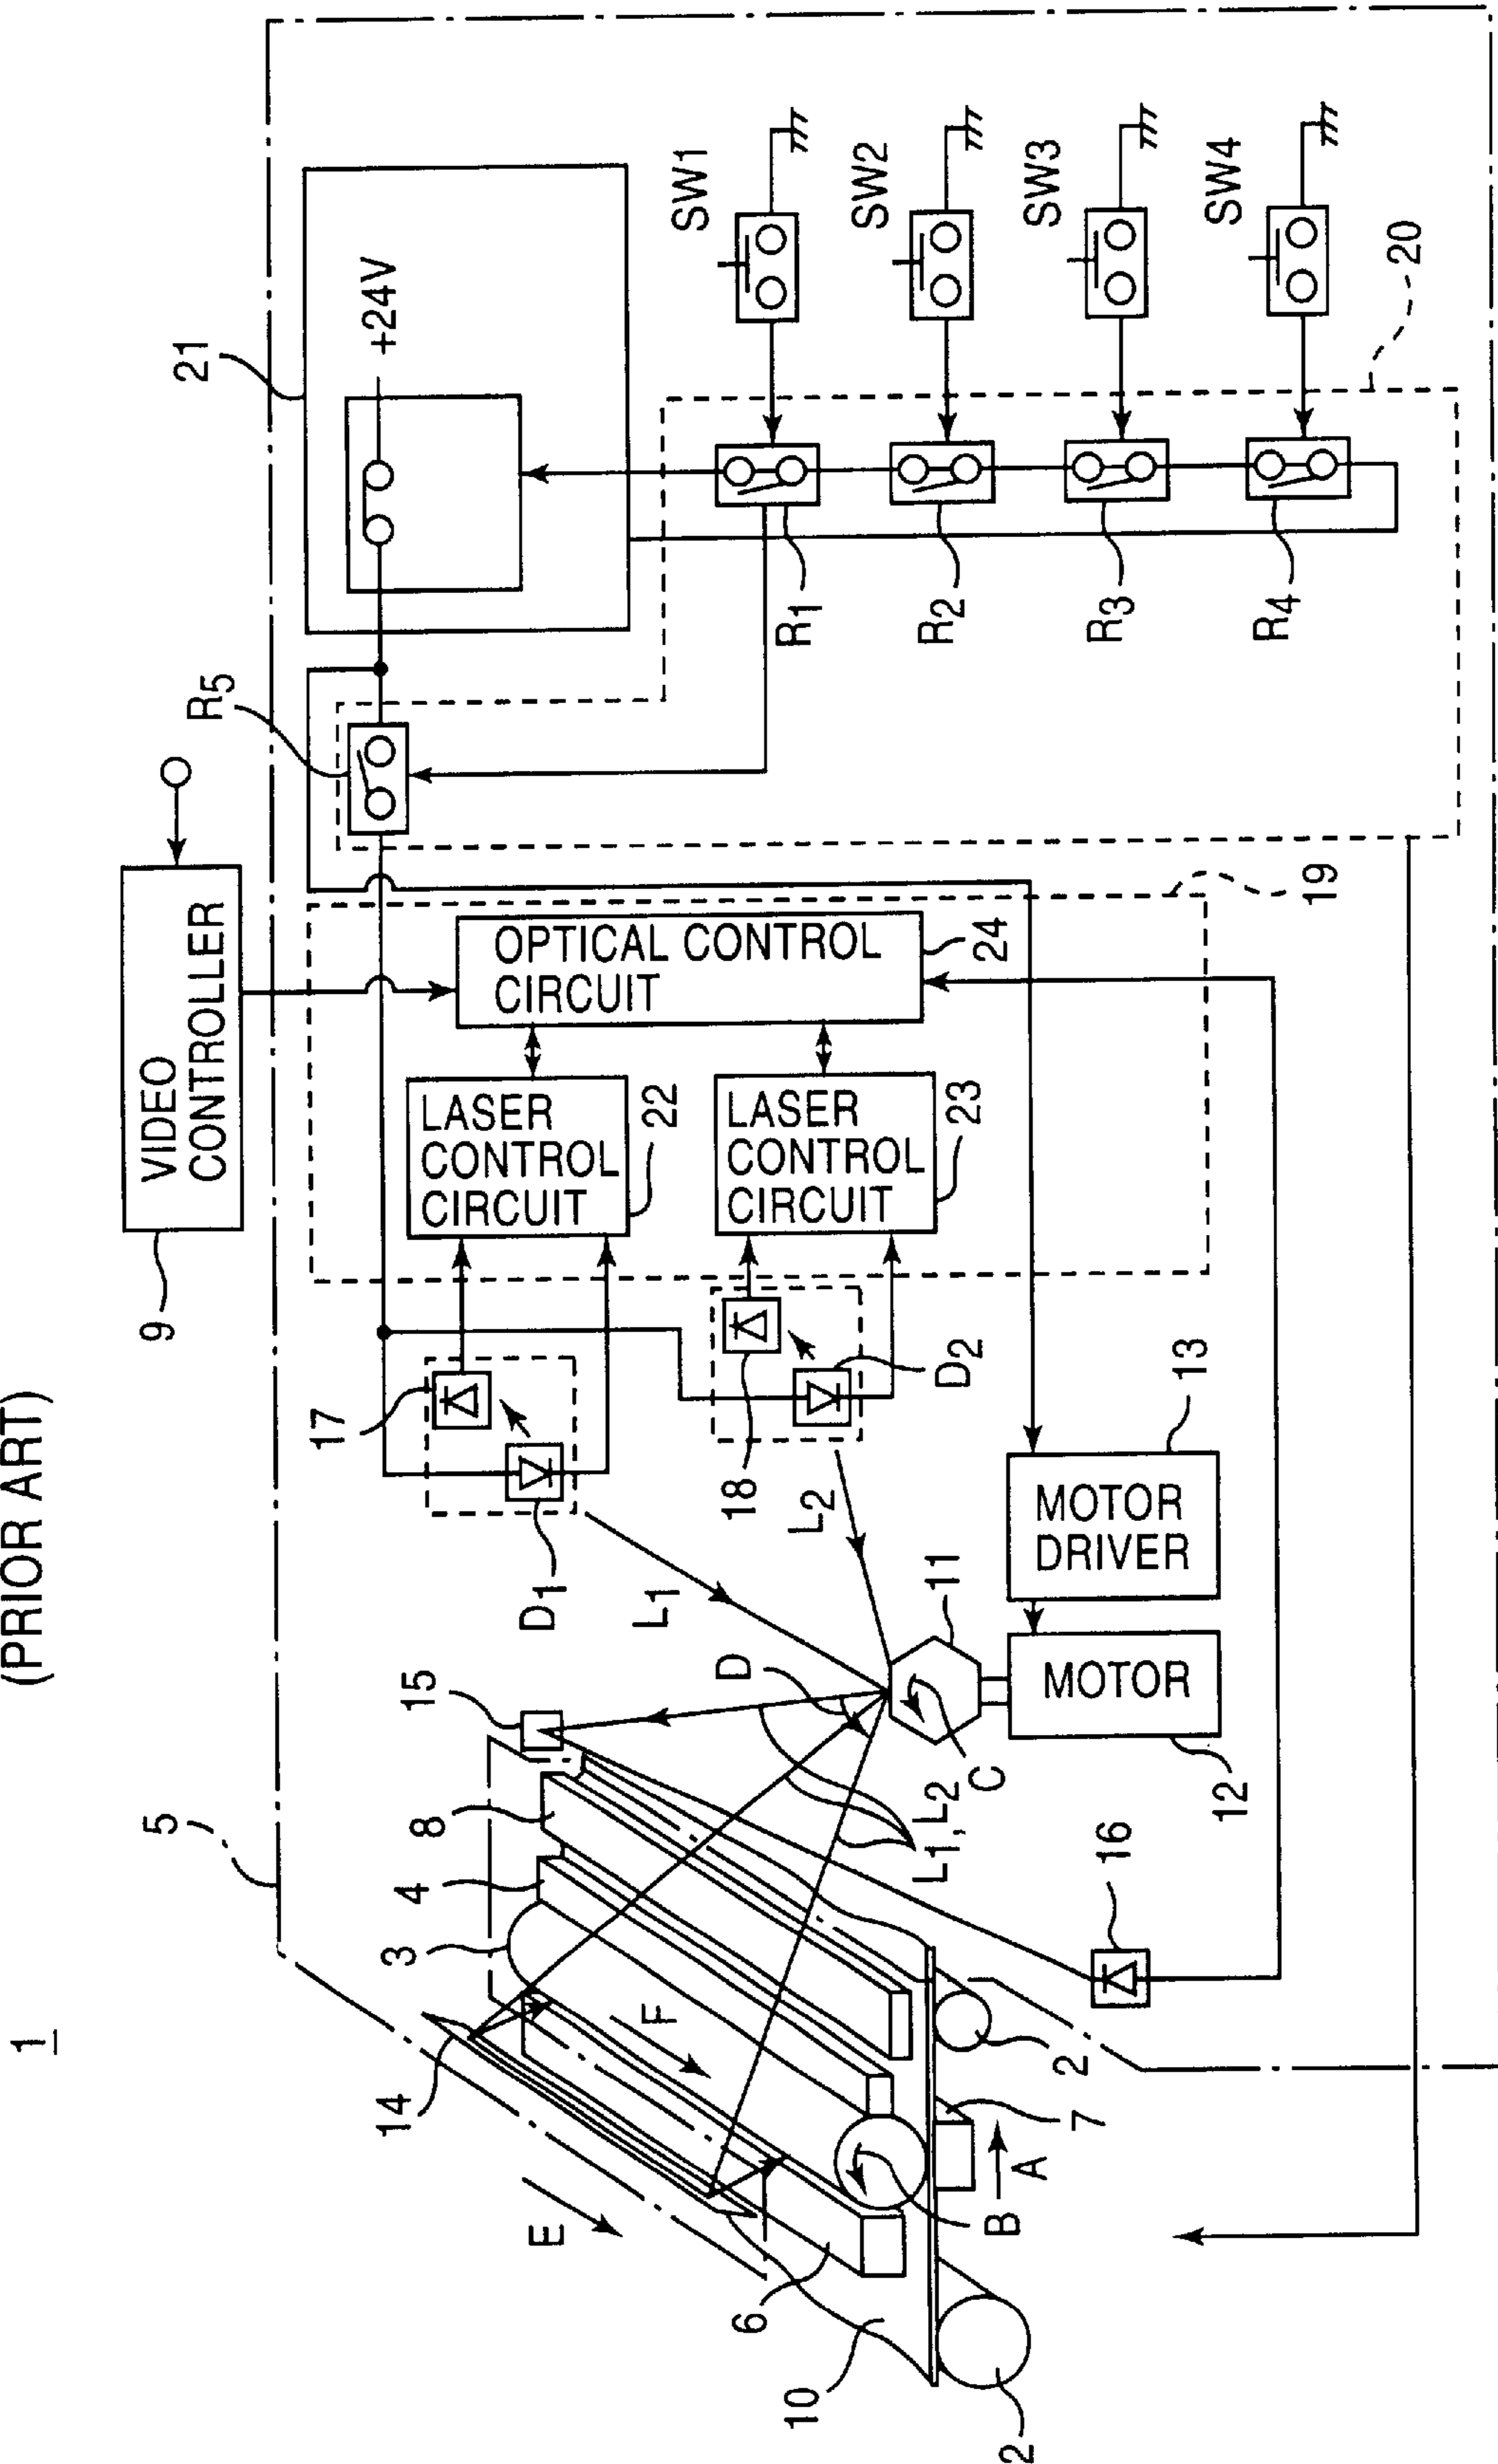 (PRIOR ART)
1
VIDEO
CONTROLLER
9
5
21
+24V
R5
SW1
SW2
SW3
SW4
20
R1
R2
R3
R4
19
OPTICAL CONTROL
CIRCUIT
24
LASER
CONTROL
CIRCUIT
22
LASER
CONTROL
CIRCUIT
23
17
D1
18
D2
13
MOTOR
DRIVER
MOTOR
12
11
L1
L2
15
D
C
L1, L2
16
8
4
3
14
F
E
2
7
A
B
6
10
2